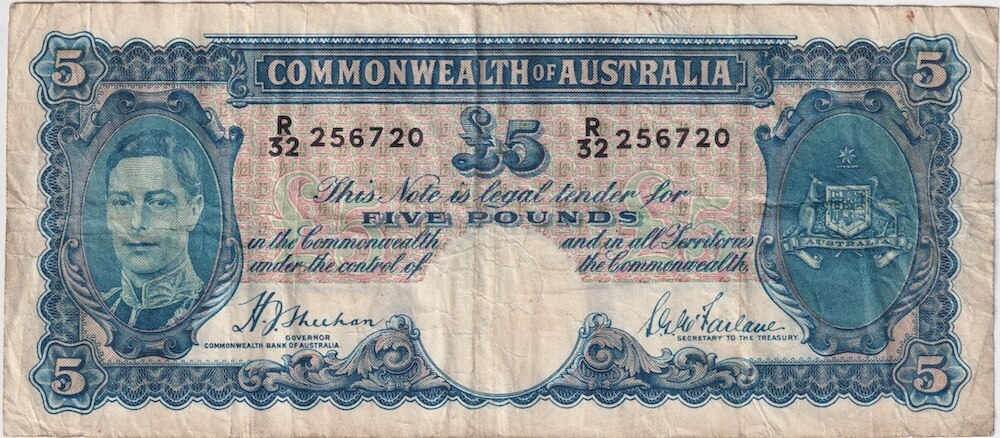 5 5
COMMONWEALTH OF AUSTRALIA
R/32 256720 £5 R/32 256720
This Note is legal tender for
FIVE POUNDS
in the Commonwealth and in all Territories
under the control of the Commonwealth.
AUSTRALIA
H.J. Sheehan S.G. McFarlane
GOVERNOR
COMMONWEALTH BANK OF AUSTRALIA. SECRETARY TO THE TREASURY.
5 5